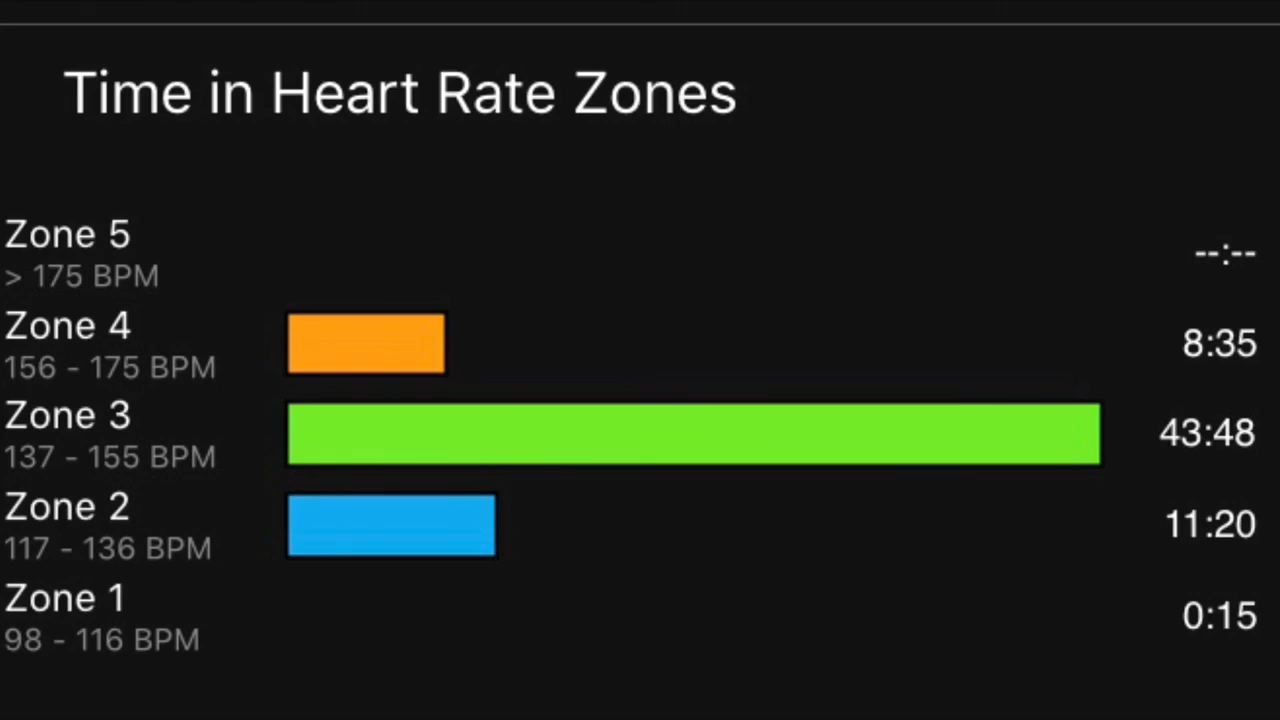 Time in Heart Rate Zones
Zone 5
> 175 BPM
--:--
Zone 4
156 - 175 BPM
8:35
Zone 3
137 - 155 BPM
43:48
Zone 2
117 - 136 BPM
11:20
Zone 1
98 - 116 BPM
0:15